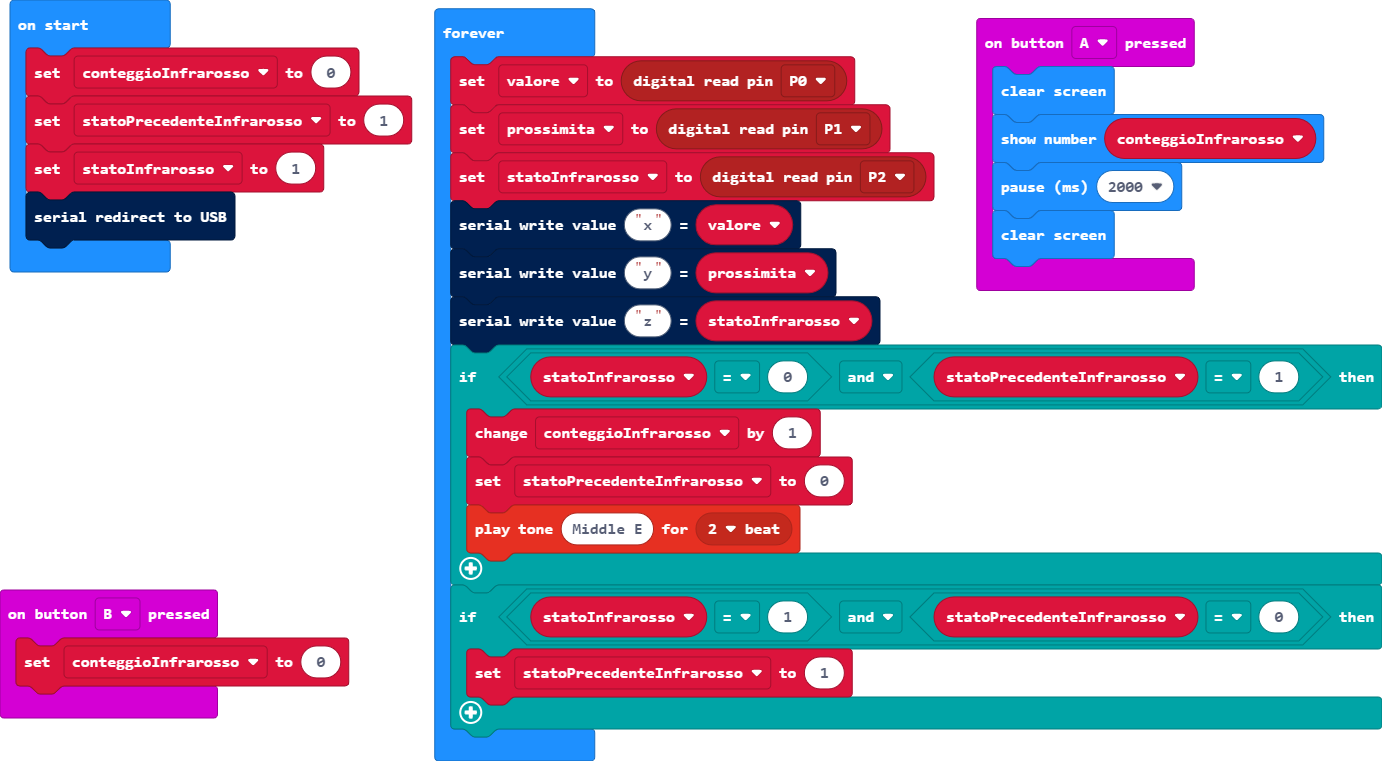 on start
set conteggioInfrarosso to 0
set statoPrecedenteInfrarosso to 1
set statoInfrarosso to 1
serial redirect to USB
forever
set valore to digital read pin P0
set prossimita to digital read pin P1
set statoInfrarosso to digital read pin P2
serial write value "x" = valore
serial write value "y" = prossimita
serial write value "z" = statoInfrarosso
if statoInfrarosso = 0 and statoPrecedenteInfrarosso = 1 then
change conteggioInfrarosso by 1
set statoPrecedenteInfrarosso to 0
play tone Middle E for 2 beat
if statoInfrarosso = 1 and statoPrecedenteInfrarosso = 0 then
set statoPrecedenteInfrarosso to 1
on button A pressed
clear screen
show number conteggioInfrarosso
pause (ms) 2000
clear screen
on button B pressed
set conteggioInfrarosso to 0